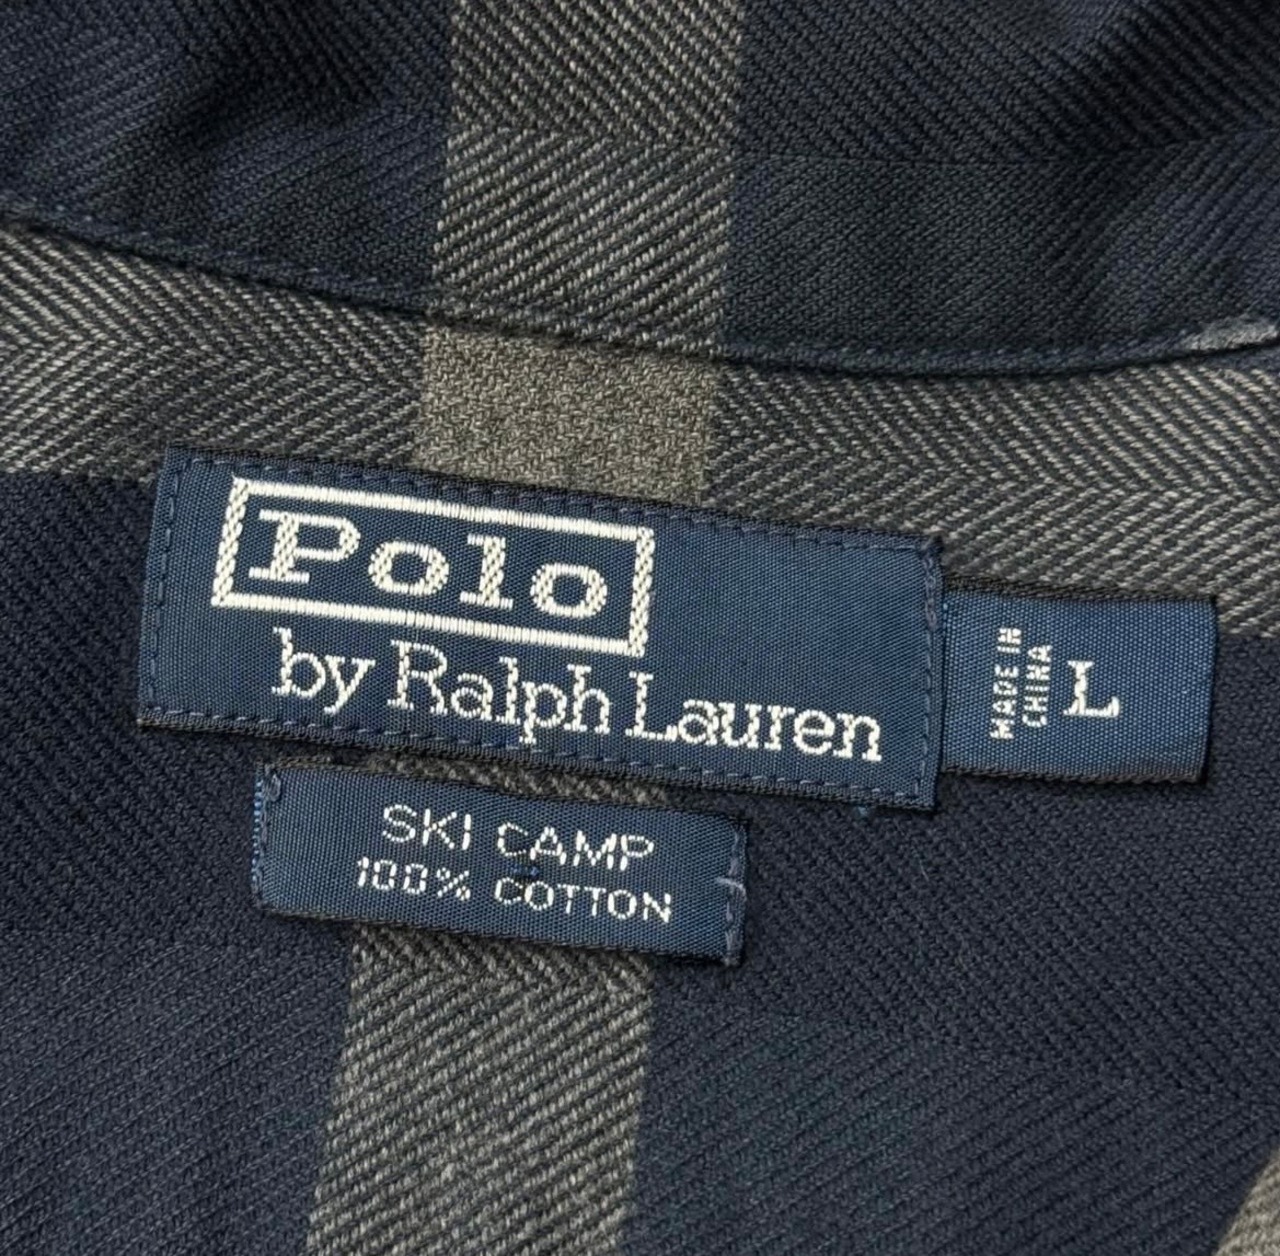 Polo
by Ralph Lauren
MADE IN
CHINA
L
SKI CAMP
100% COTTON